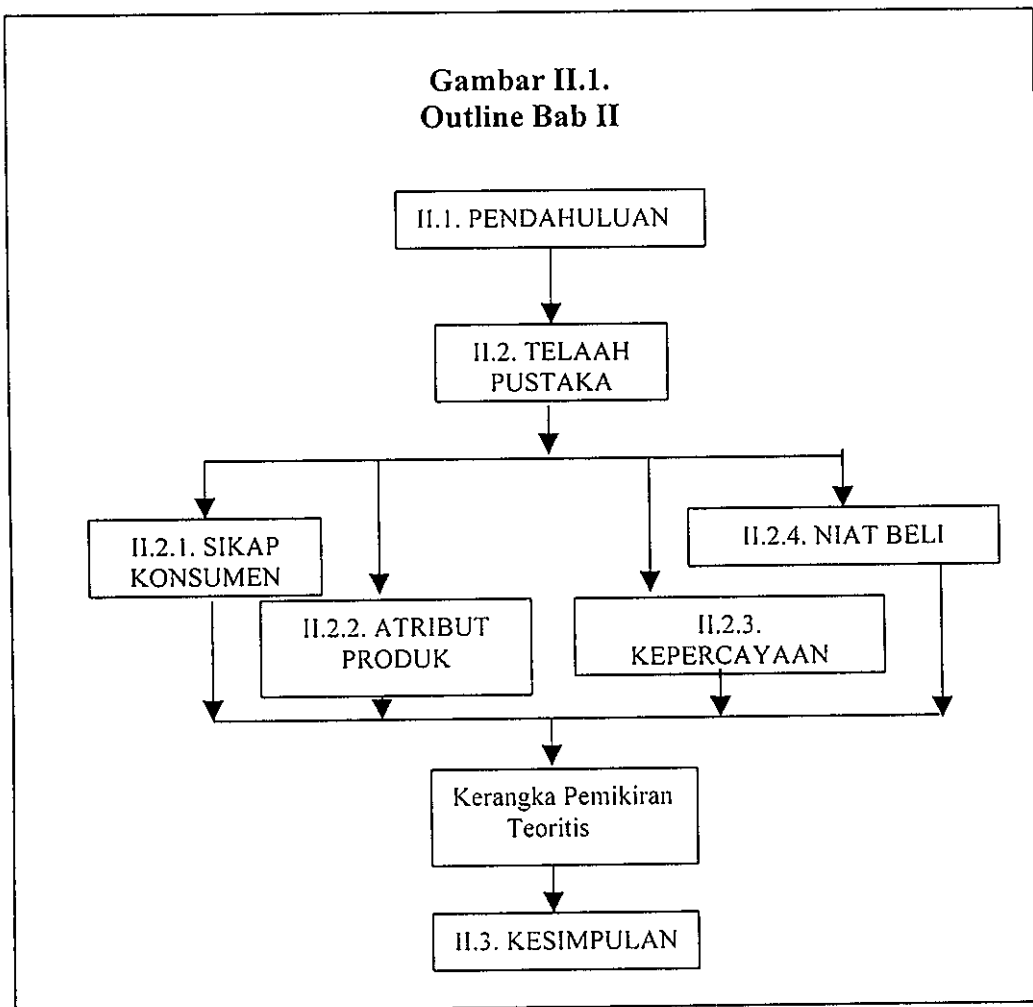 Gambar II.1.
Outline Bab II
II.1. PENDAHULUAN
II.2. TELAAH
PUSTAKA
II.2.1. SIKAP
KONSUMEN
II.2.2. ATRIBUT
PRODUK
II.2.3.
KEPERCAYAAN
II.2.4. NIAT BELI
Kerangka Pemikiran
Teoritis
II.3. KESIMPULAN